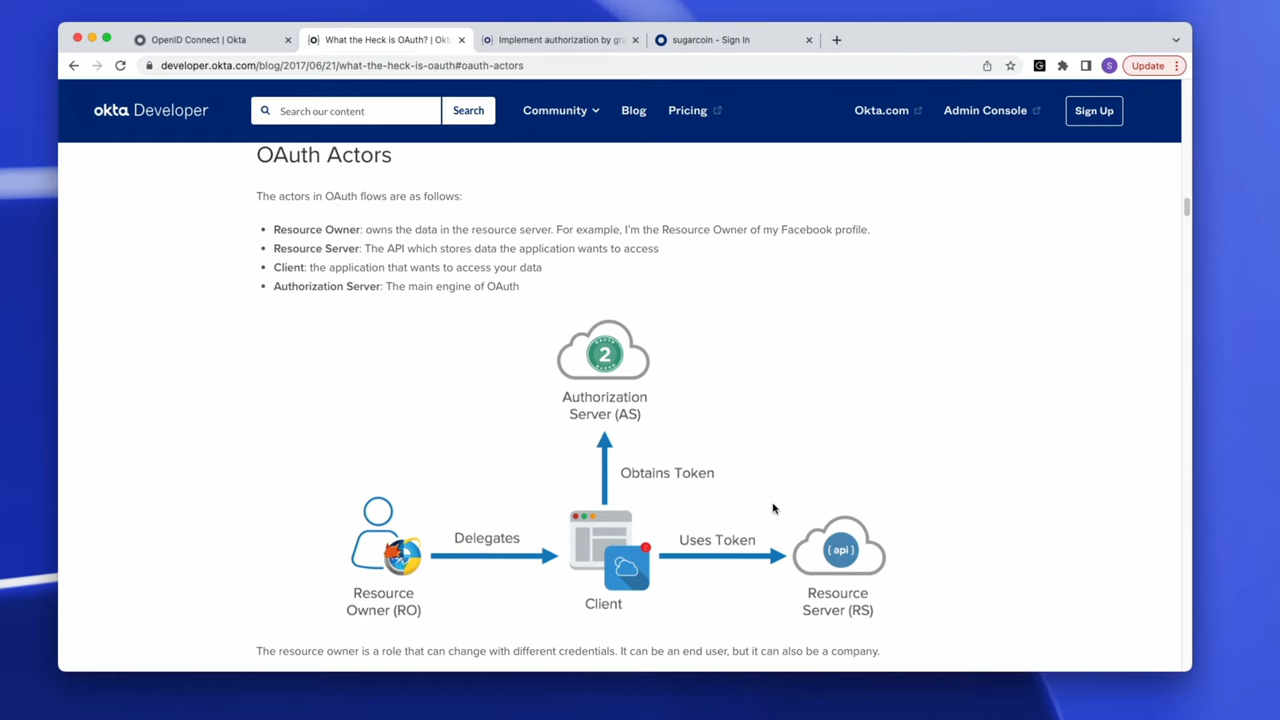 OpenID Connect | Okta
What the Heck is OAuth? | Okt
Implement authorization by gra
sugarcoin - Sign In
developer.okta.com/blog/2017/06/21/what-the-heck-is-oauth#oauth-actors
S
Update
okta Developer
Search our content
Search
Community
Blog
Pricing
Okta.com
Admin Console
Sign Up
OAuth Actors
The actors in OAuth flows are as follows:
• Resource Owner: owns the data in the resource server. For example, I’m the Resource Owner of my Facebook profile.
• Resource Server: The API which stores data the application wants to access
• Client: the application that wants to access your data
• Authorization Server: The main engine of OAuth
2
Authorization
Server (AS)
Obtains Token
Delegates
Uses Token
{ api }
Resource
Owner (RO)
Client
Resource
Server (RS)
The resource owner is a role that can change with different credentials. It can be an end user, but it can also be a company.